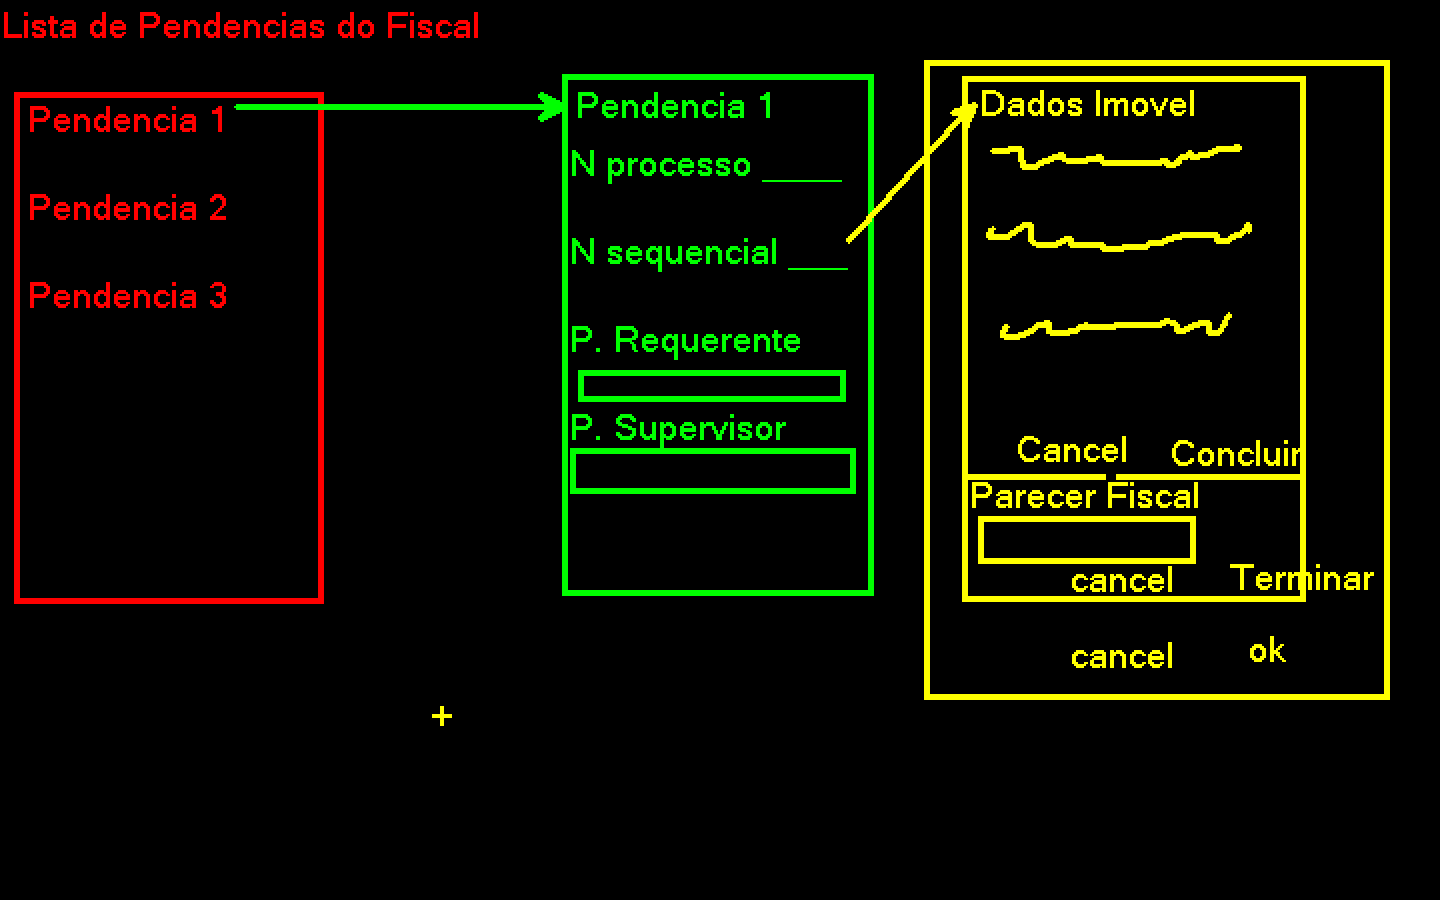 Lista de Pendencias do Fiscal
Pendencia 1
Pendencia 2
Pendencia 3
Pendencia 1
N processo ____
N sequencial ___
P. Requerente
P. Supervisor
Dados Imovel
Cancel Concluir
Parecer Fiscal
cancel Terminar
cancel ok